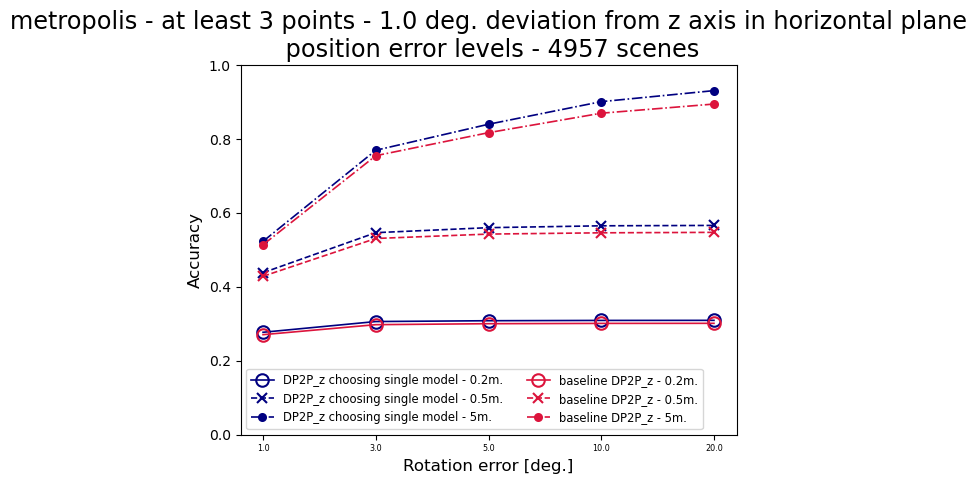 metropolis - at least 3 points - 1.0 deg. deviation from z axis in horizontal plane
position error levels - 4957 scenes
1.0
0.8
0.6
0.4
0.2
0.0
Accuracy
DP2P_z choosing single model - 0.2m.
DP2P_z choosing single model - 0.5m.
DP2P_z choosing single model - 5m.
baseline DP2P_z - 0.2m.
baseline DP2P_z - 0.5m.
baseline DP2P_z - 5m.
1.0 3.0 5.0 10.0 20.0
Rotation error [deg.]